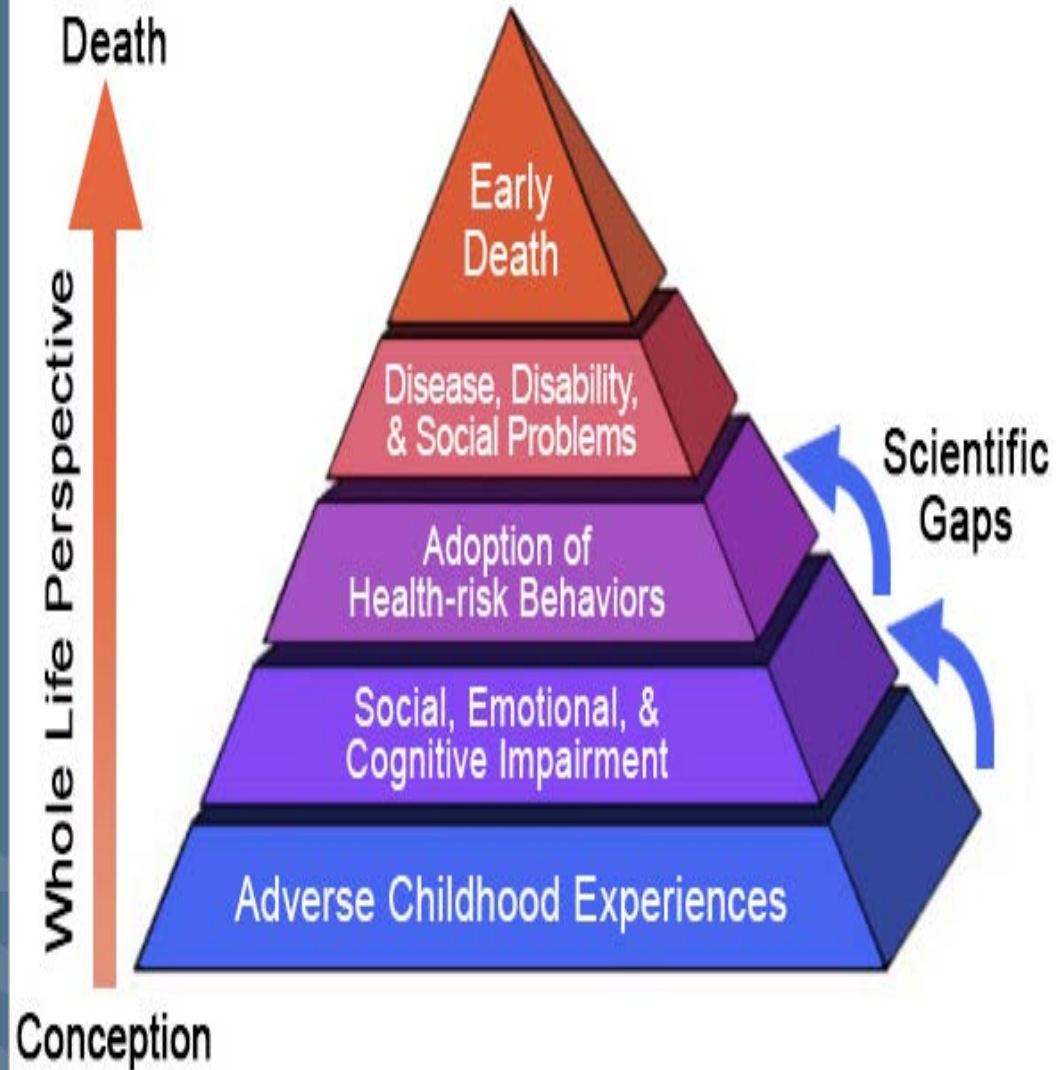 Death
Whole Life Perspective
Conception
Early
Death
Disease, Disability,
& Social Problems
Adoption of
Health-risk Behaviors
Social, Emotional, &
Cognitive Impairment
Adverse Childhood Experiences
Scientific
Gaps